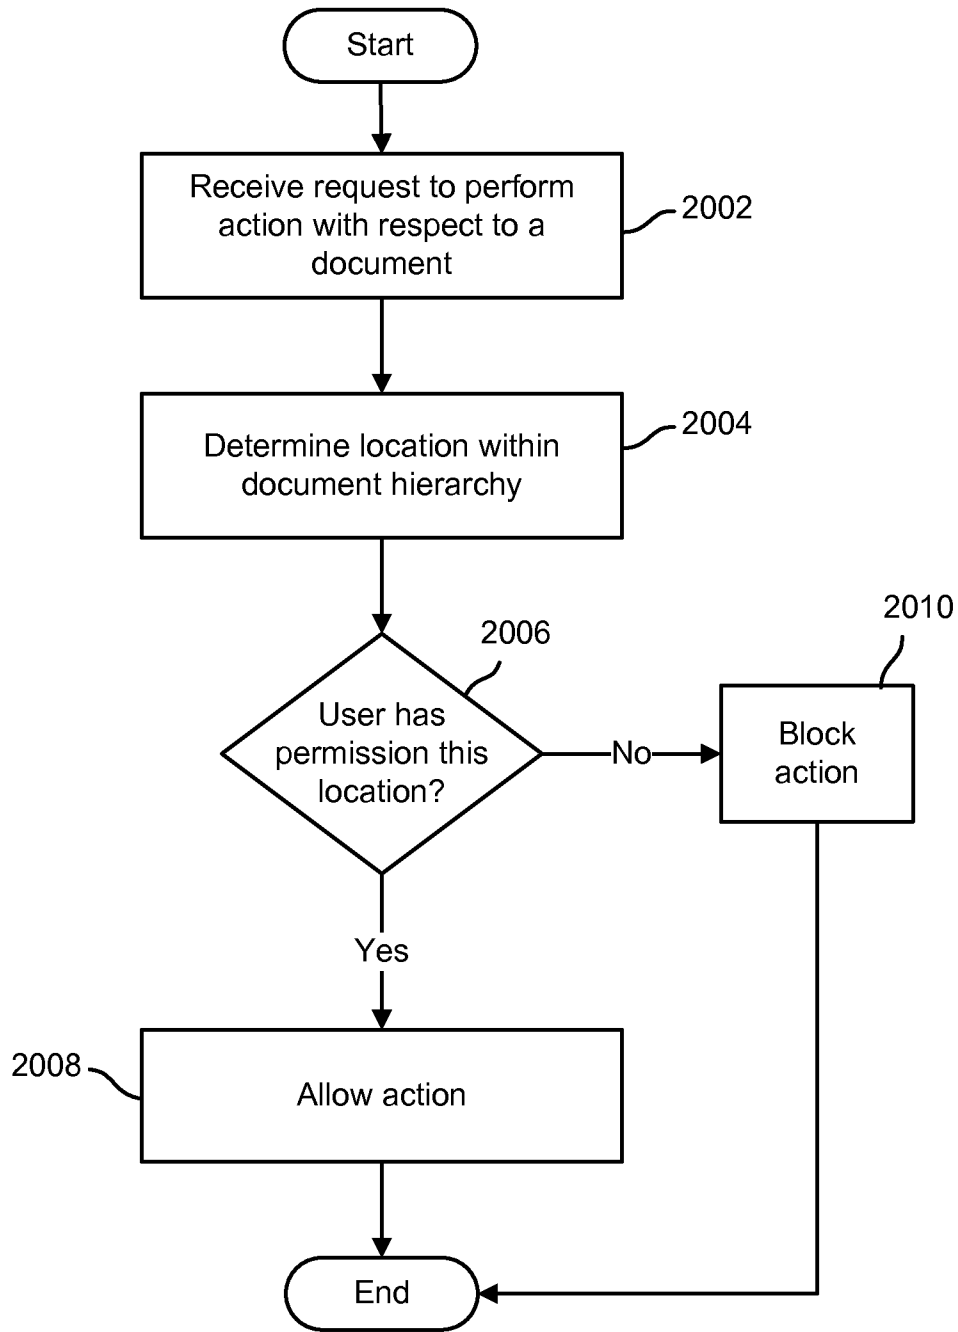 Start
Receive request to perform
action with respect to a
document
2002
Determine location within
document hierarchy
2004
2006
User has
permission this
location?
No
2010
Block
action
Yes
2008
Allow action
End